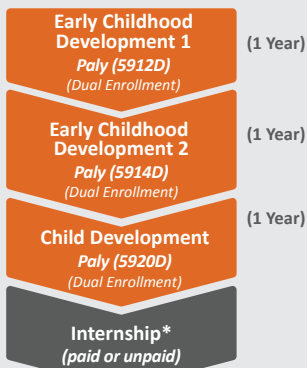 Early Childhood
Development 1
(1 Year)
Paly (5912D)
(Dual Enrollment)
Early Childhood
Development 2
(1 Year)
Paly (5914D)
(Dual Enrollment)
(1 Year)
Child Development
Paly (5920D)
(Dual Enrollment)
Internship*
(paid or unpaid)